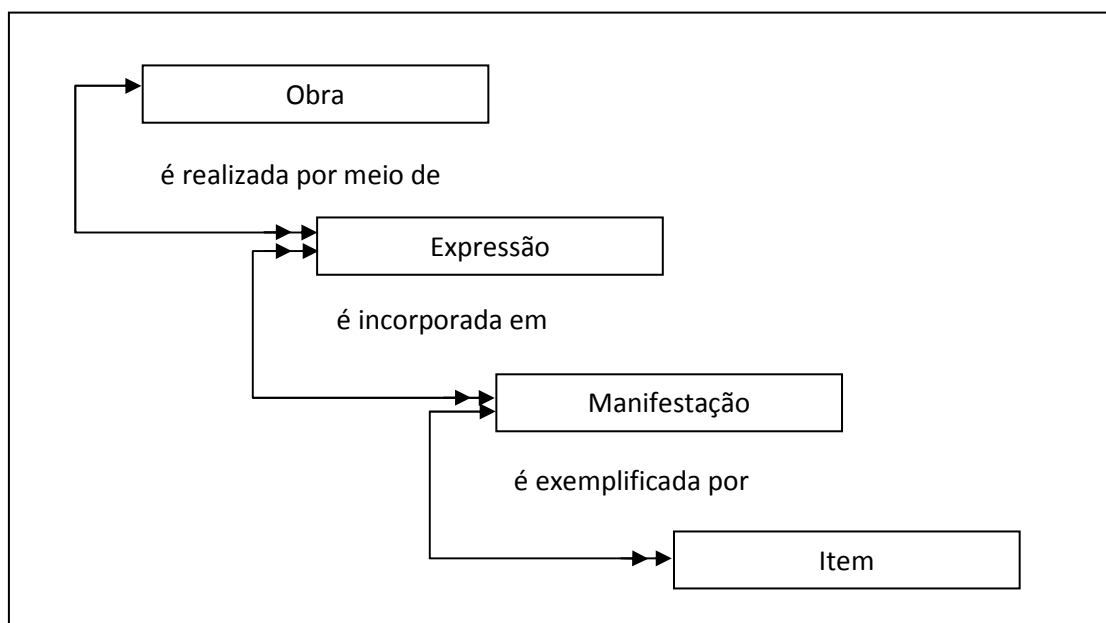 Obra
é realizada por meio de
Expressão
é incorporada em
Manifestação
é exemplificada por
Item